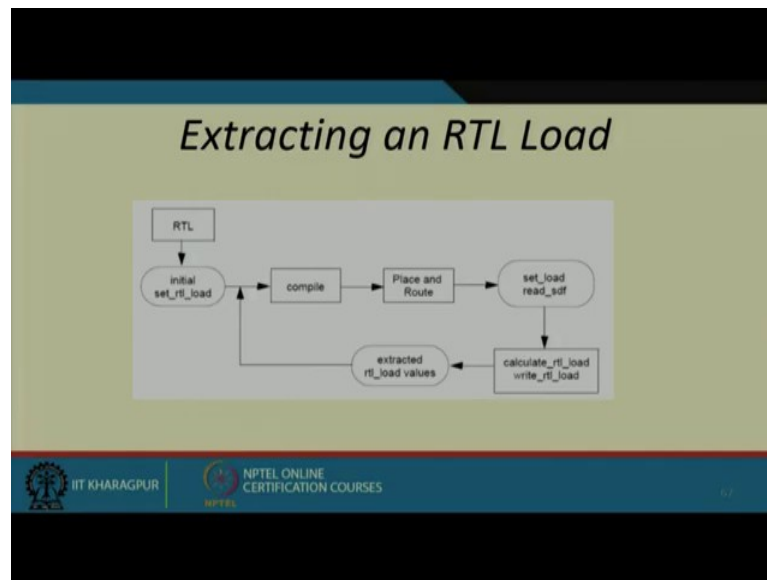 Extracting an RTL Load
RTL
initial
set_rtl_load
compile
Place and
Route
set_load
read_sdf
calculate_rtl_load
write_rtl_load
extracted
rtl_load values
IIT KHARAGPUR
NPTEL
NPTEL ONLINE
CERTIFICATION COURSES
67